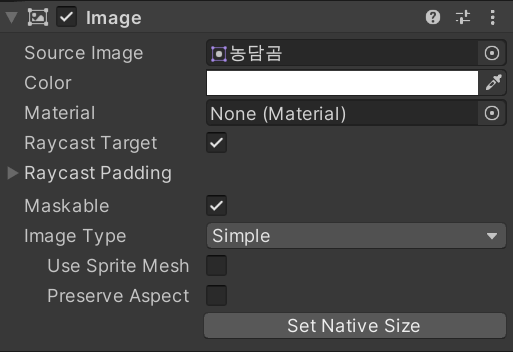 Image
Source Image 농담곰
Color
Material None (Material)
Raycast Target
Raycast Padding
Maskable
Image Type Simple
Use Sprite Mesh
Preserve Aspect
Set Native Size